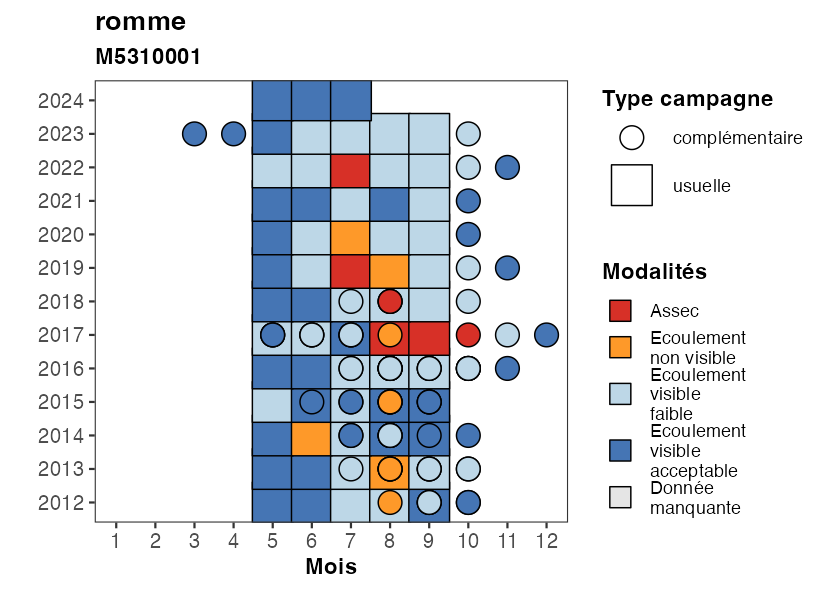 romme
M5310001
2024
2023
2022
2021
2020
2019
2018
2017
2016
2015
2014
2013
2012
1 2 3 4 5 6 7 8 9 10 11 12
Mois
Type campagne
complémentaire
usuelle
Modalités
Assec
Ecoulement
non visible
Ecoulement
visible
faible
Ecoulement
visible
acceptable
Donnée
manquante